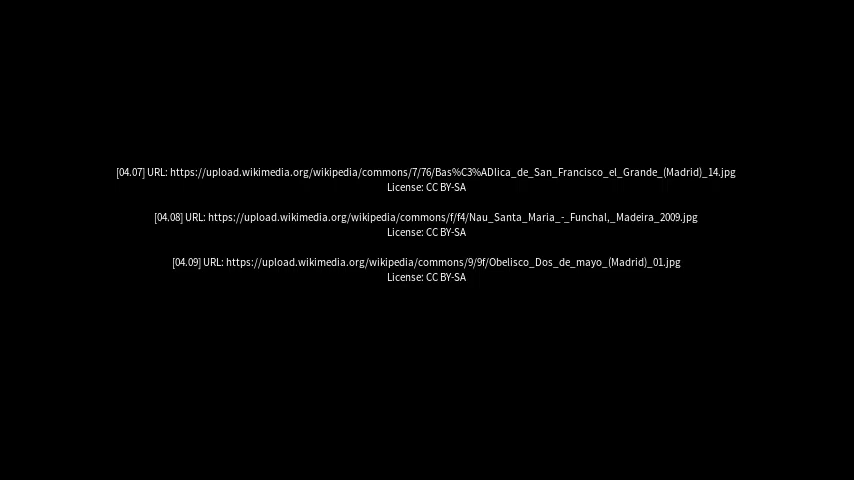 [04.07] URL: https://upload.wikimedia.org/wikipedia/commons/7/76/Bas%C3%ADlica_de_San_Francisco_el_Grande_(Madrid)_14.jpg
License: CC BY-SA
[04.08] URL: https://upload.wikimedia.org/wikipedia/commons/f/f4/Nau_Santa_Maria_-_Funchal,_Madeira_2009.jpg
License: CC BY-SA
[04.09] URL: https://upload.wikimedia.org/wikipedia/commons/9/9f/Obelisco_Dos_de_mayo_(Madrid)_01.jpg
License: CC BY-SA